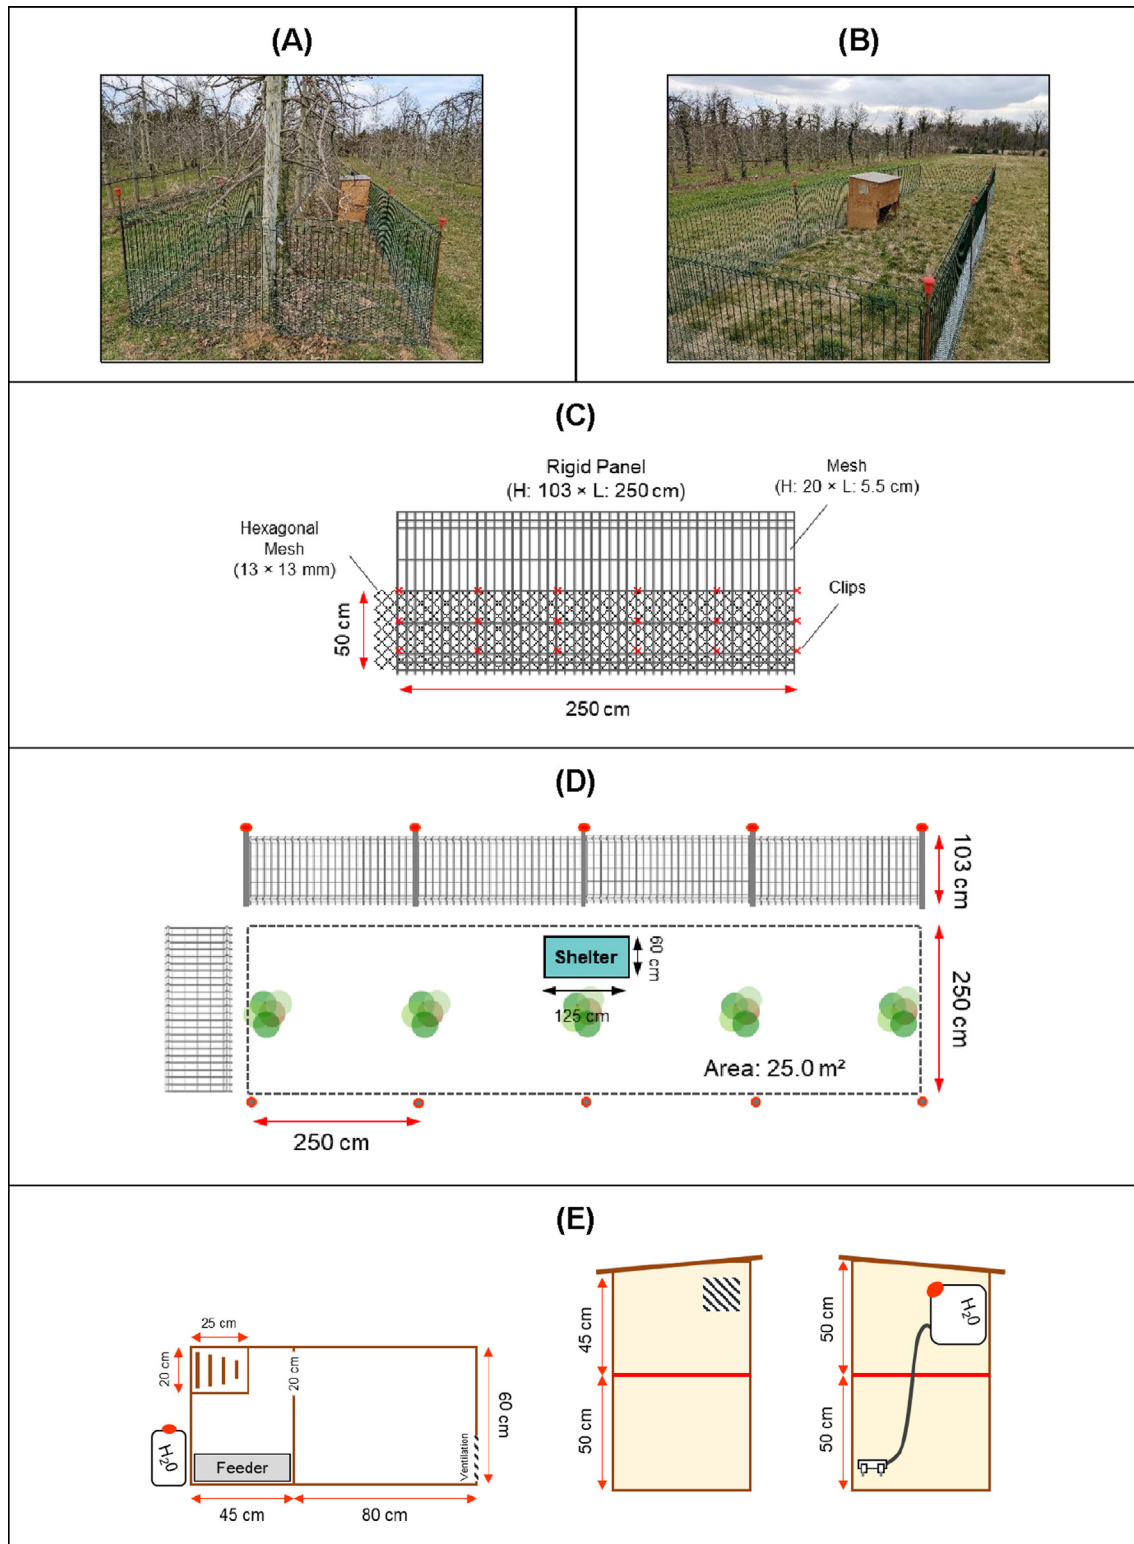 (A)
(B)
(C)
Rigid Panel
(H: 103 × L: 250 cm)
Mesh
(H: 20 × L: 5.5 cm)
Hexagonal
Mesh
(13 × 13 mm)
Clips
50 cm
250 cm
(D)
103 cm
Shelter
60 cm
125 cm
250 cm
Area: 25.0 m²
250 cm
(E)
25 cm
20 cm
20 cm
60 cm
H₂0
Feeder
Ventilation
45 cm
80 cm
45 cm
50 cm
50 cm
H₂0
50 cm